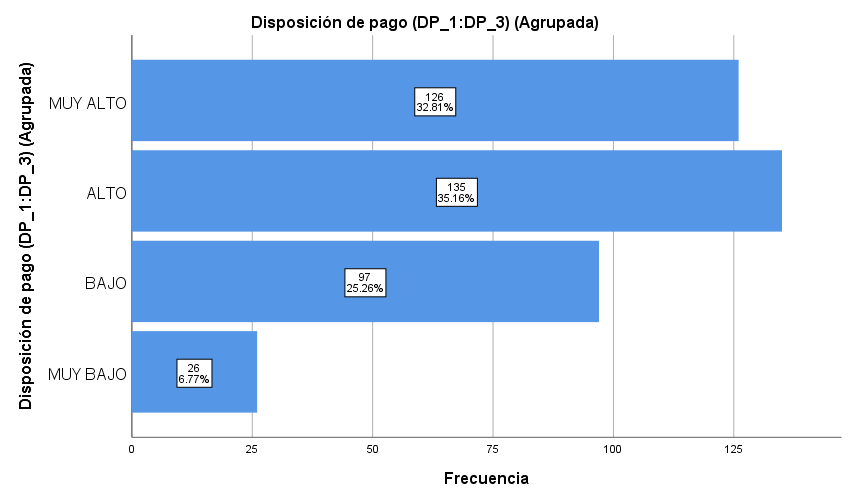 Disposición de pago (DP_1:DP_3) (Agrupada)
Disposición de pago (DP_1:DP_3) (Agrupada)
MUY ALTO
126
32.81%
ALTO
135
35.16%
BAJO
97
25.26%
MUY BAJO
26
6.77%
0 25 50 75 100 125
Frecuencia